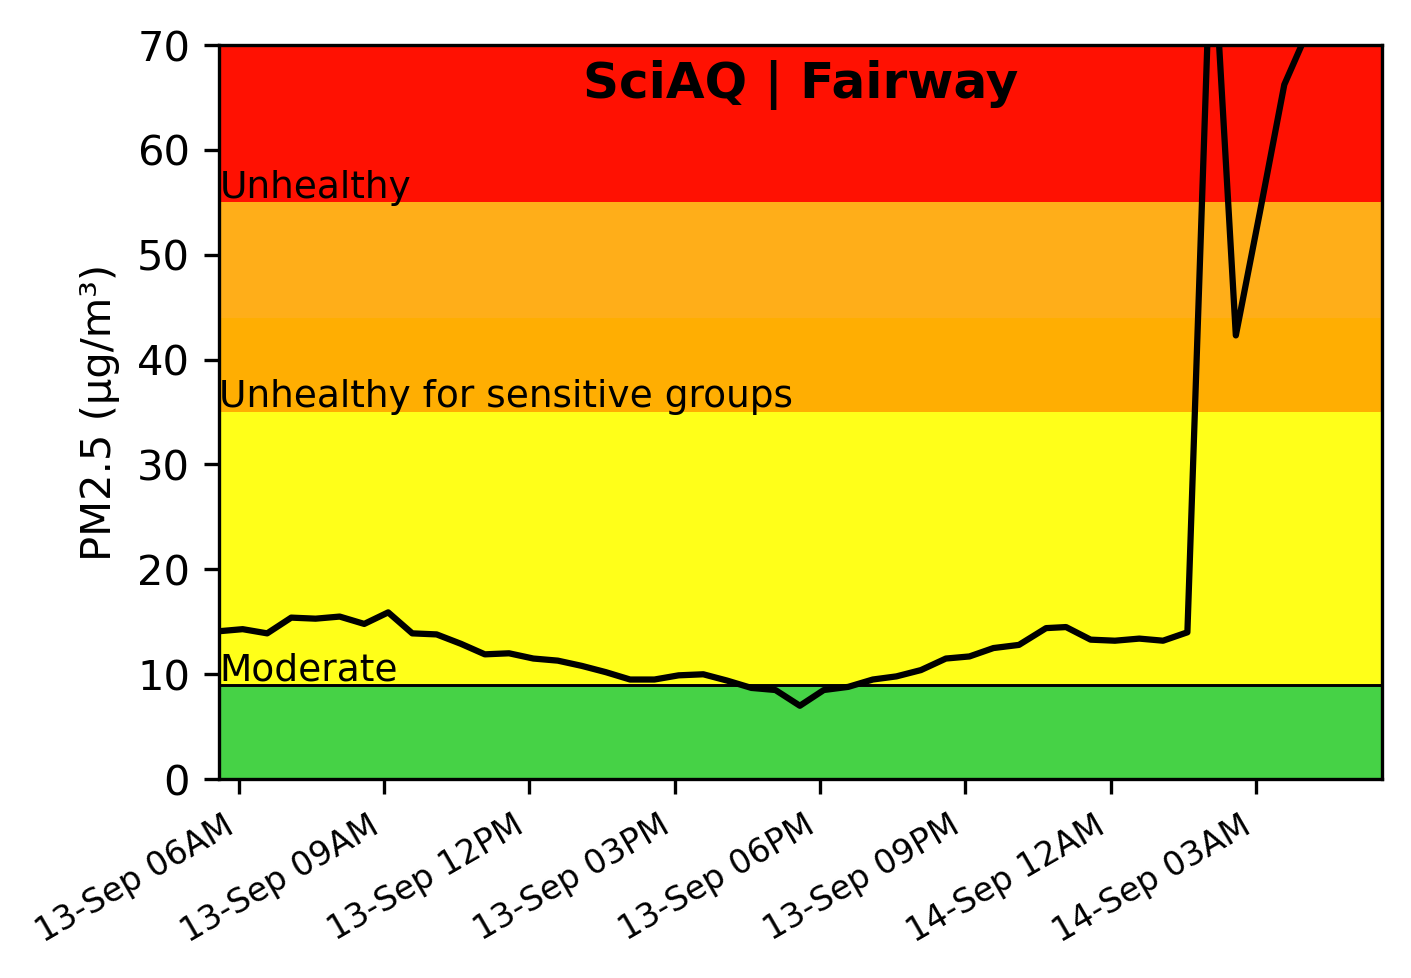 SciAQ | Fairway
PM2.5 (µg/m³)
70
60
50
40
30
20
10
0
Unhealthy
Unhealthy for sensitive groups
Moderate
13-Sep 06AM
13-Sep 09AM
13-Sep 12PM
13-Sep 03PM
13-Sep 06PM
13-Sep 09PM
14-Sep 12AM
14-Sep 03AM